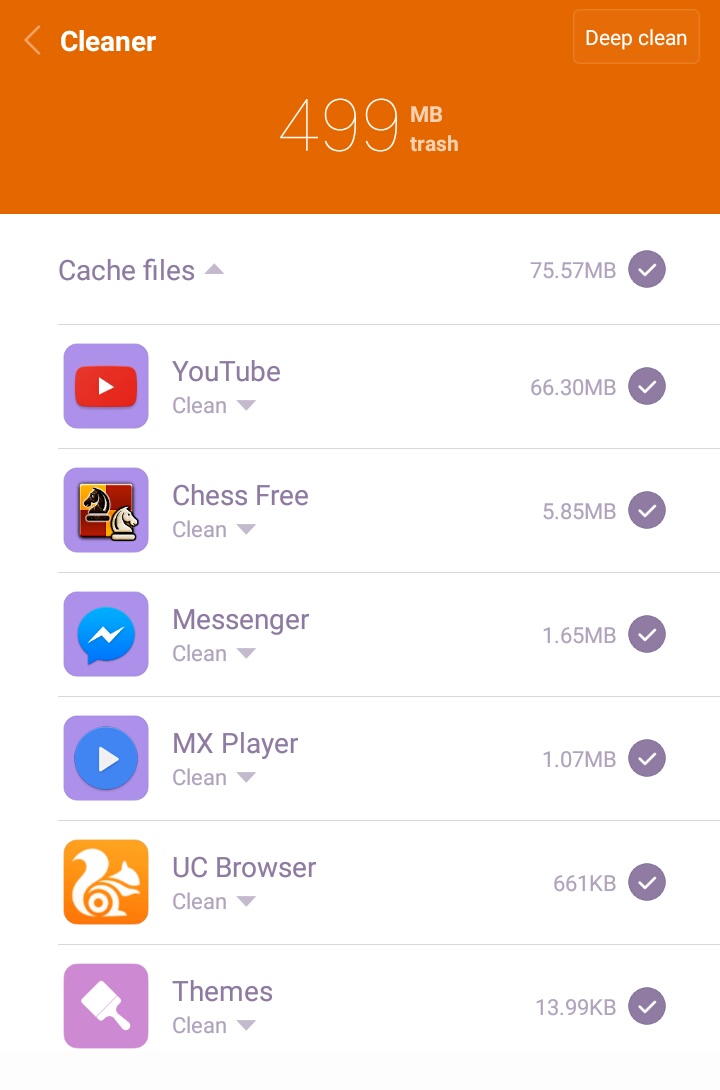 Cleaner
Deep clean
499 MB
trash
Cache files 75.57MB
YouTube
Clean
66.30MB
Chess Free
Clean
5.85MB
Messenger
Clean
1.65MB
MX Player
Clean
1.07MB
UC Browser
Clean
661KB
Themes
Clean
13.99KB